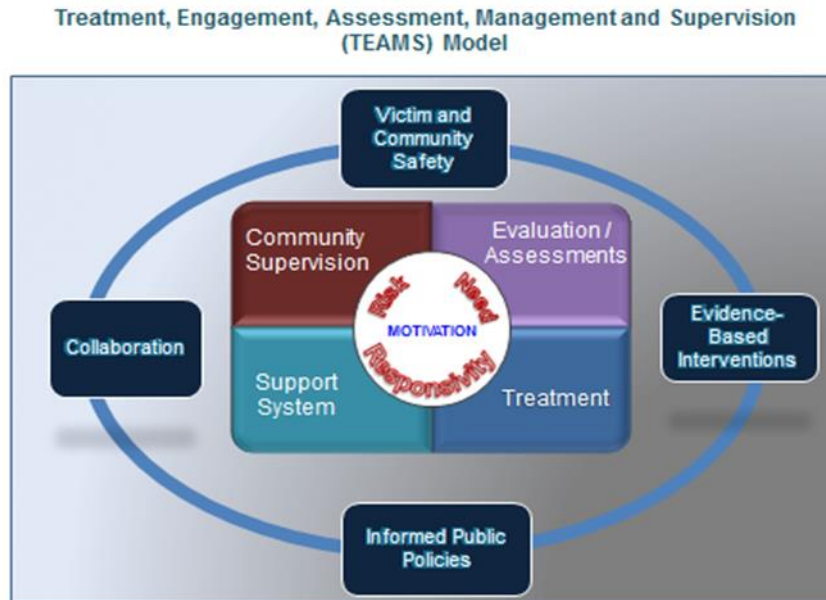 Treatment, Engagement, Assessment, Management and Supervision
(TEAMS) Model
Victim and
Community
Safety
Community
Supervision
Evaluation /
Assessments
Risk
Need
MOTIVATION
Responsivity
Collaboration
Evidence-
Based
Interventions
Support
System
Treatment
Informed Public
Policies